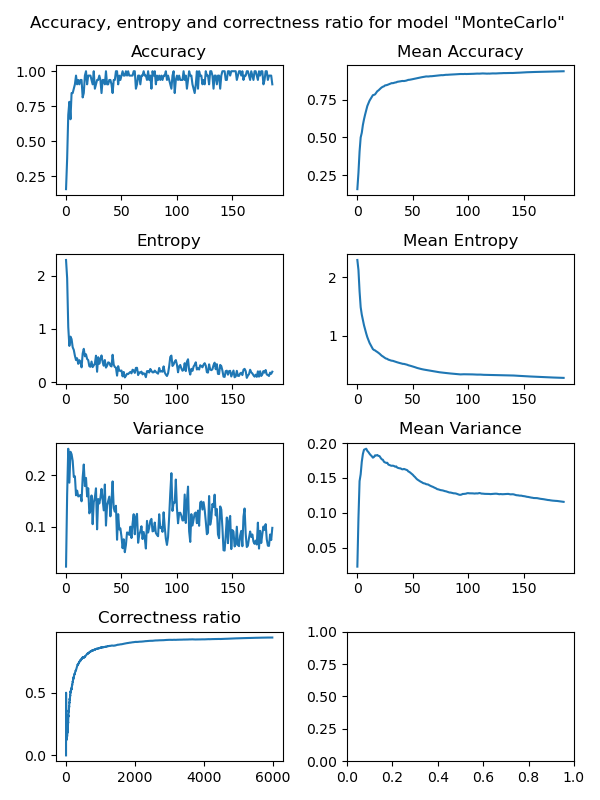 Accuracy, entropy and correctness ratio for model "MonteCarlo"
Accuracy
1.00
0.75
0.50
0.25
0 50 100 150
Mean Accuracy
0.75
0.50
0.25
0 50 100 150
Entropy
2
1
0
0 50 100 150
Mean Entropy
2
1
0 50 100 150
Variance
0.2
0.1
0 50 100 150
Mean Variance
0.20
0.15
0.10
0.05
0 50 100 150
Correctness ratio
0.5
0.0
0 2000 4000 6000
1.00
0.75
0.50
0.25
0.00
0.0 0.2 0.4 0.6 0.8 1.0